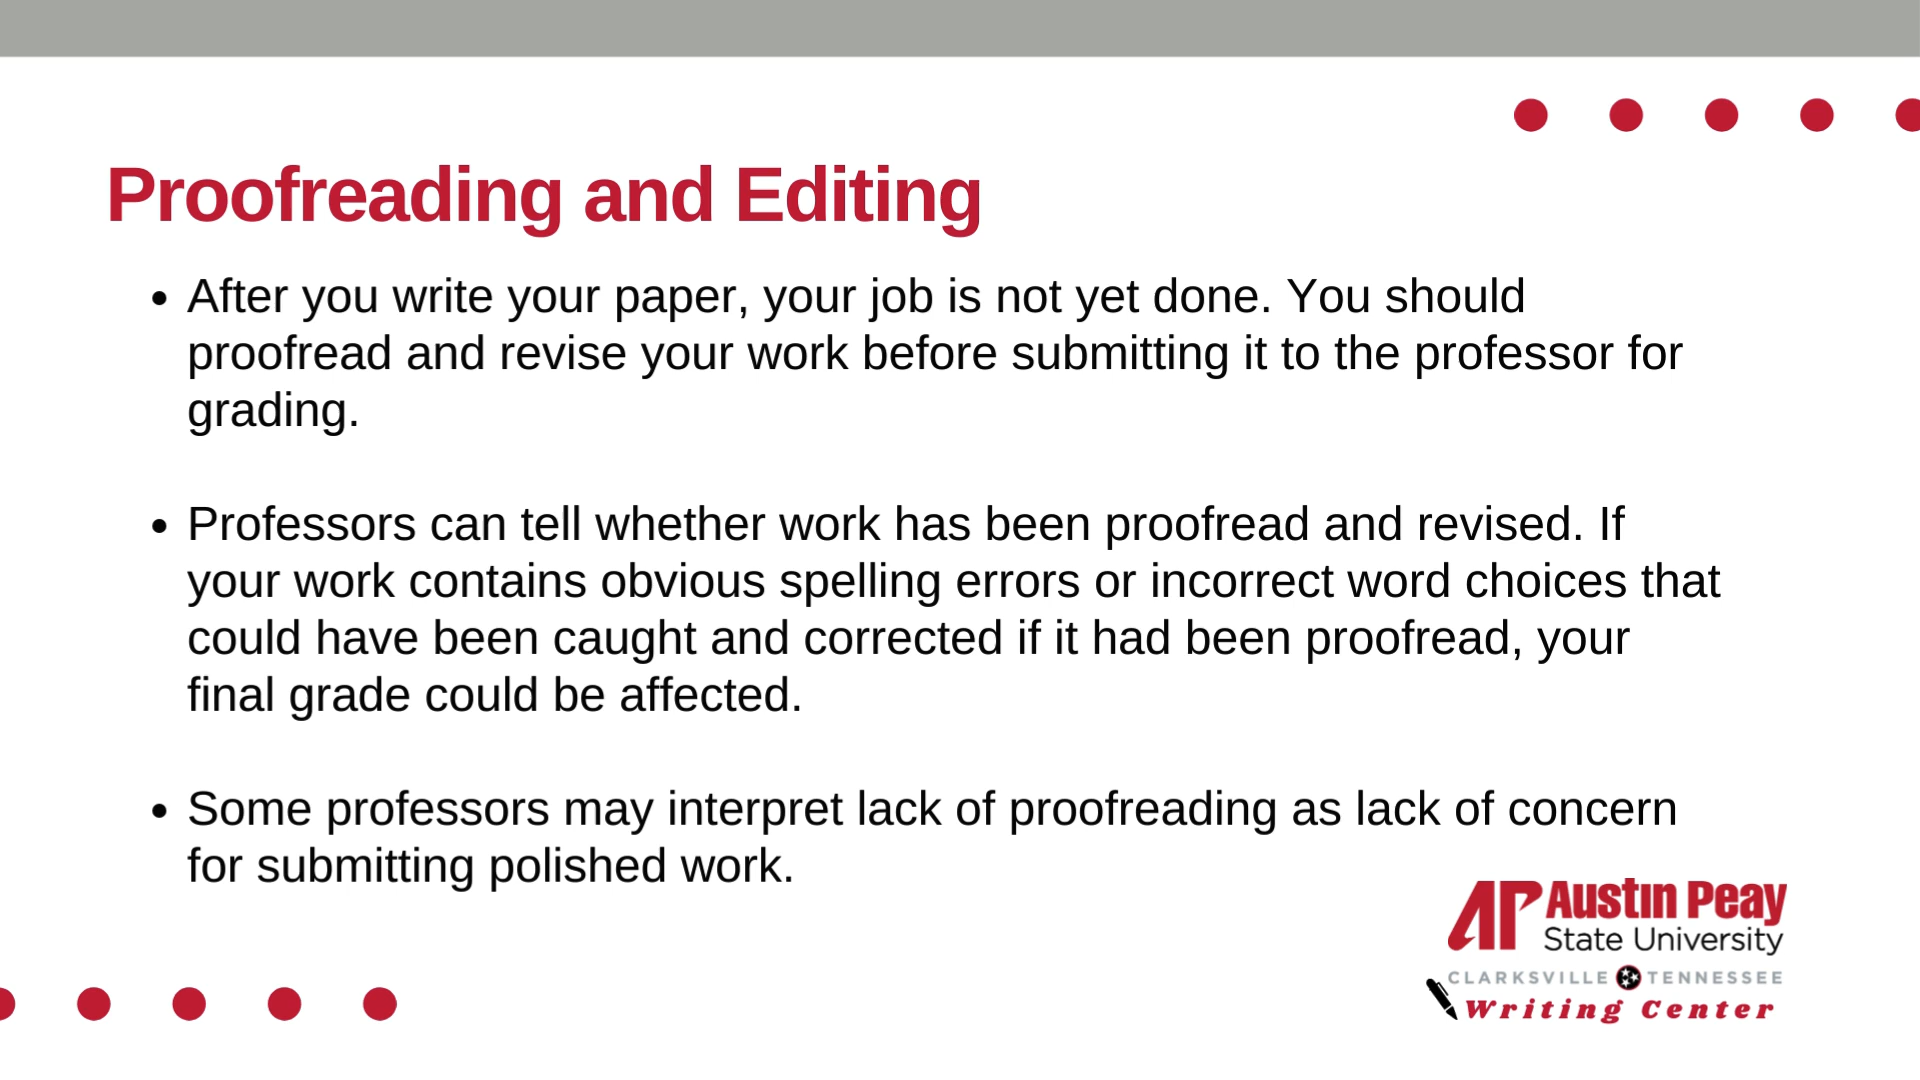 Proofreading and Editing
• After you write your paper, your job is not yet done. You should
proofread and revise your work before submitting it to the professor for
grading.
• Professors can tell whether work has been proofread and revised. If
your work contains obvious spelling errors or incorrect word choices that
could have been caught and corrected if it had been proofread, your
final grade could be affected.
• Some professors may interpret lack of proofreading as lack of concern
for submitting polished work.
AP Austin Peay
State University
CLARKSVILLE TENNESSEE
Writing Center